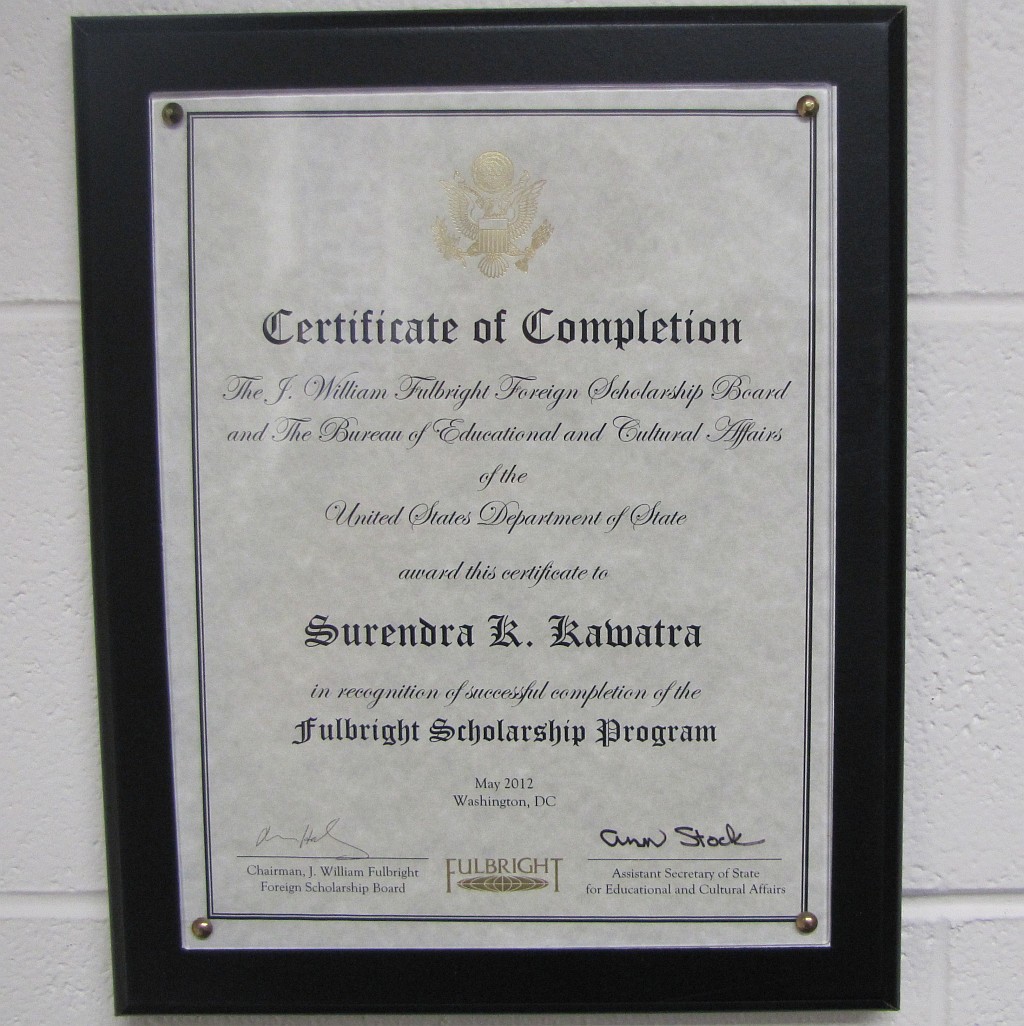 Certificate of Completion
The J. William Fulbright Foreign Scholarship Board
and The Bureau of Educational and Cultural Affairs
of the
United States Department of State
award this certificate to
Surendra K. Kawatra
in recognition of successful completion of the
Fulbright Scholarship Program
May 2012
Washington, DC
Ann Stock
Chairman, J. William Fulbright
Foreign Scholarship Board
FULBRIGHT
Assistant Secretary of State
for Educational and Cultural Affairs